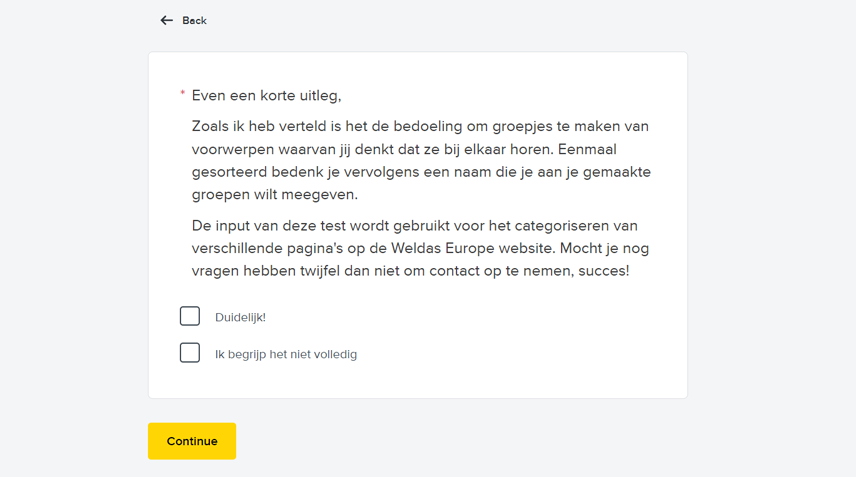 Back
* Even een korte uitleg,
Zoals ik heb verteld is het de bedoeling om groepjes te maken van
voorwerpen waarvan jij denkt dat ze bij elkaar horen. Eenmaal
gesorteerd bedenk je vervolgens een naam die je aan je gemaakte
groepen wilt meegeven.
De input van deze test wordt gebruikt voor het categoriseren van
verschillende pagina's op de Weldas Europe website. Mocht je nog
vragen hebben twijfel dan niet om contact op te nemen, succes!
Duidelijk!
Ik begrijp het niet volledig
Continue